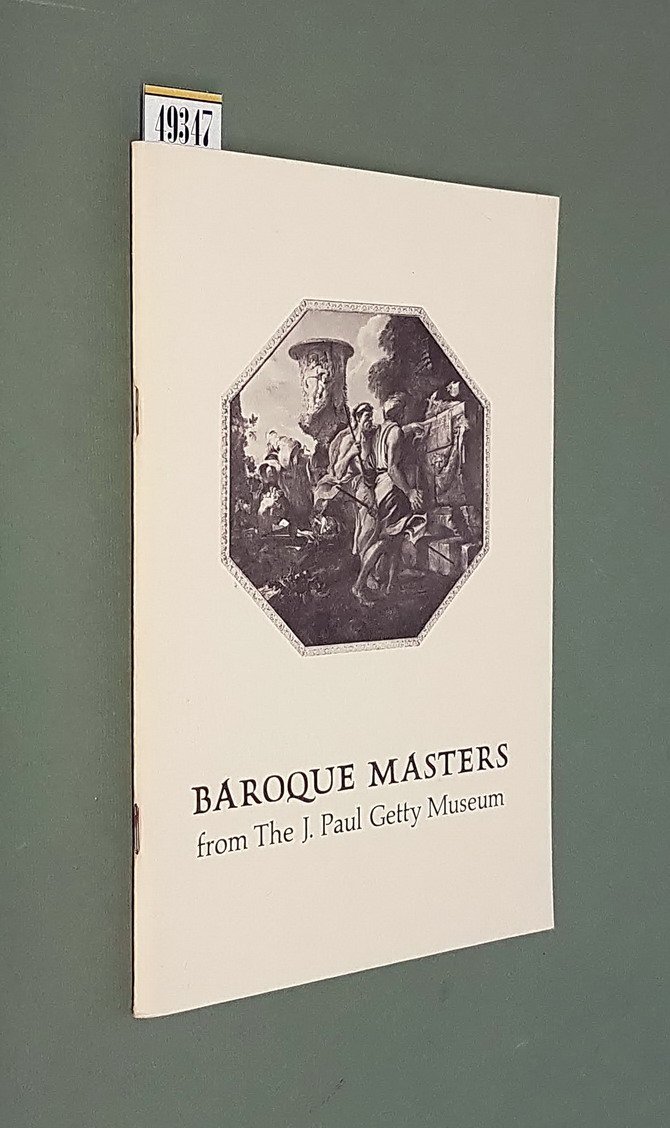 49347
BAROQUE MASTERS
from The J. Paul Getty Museum